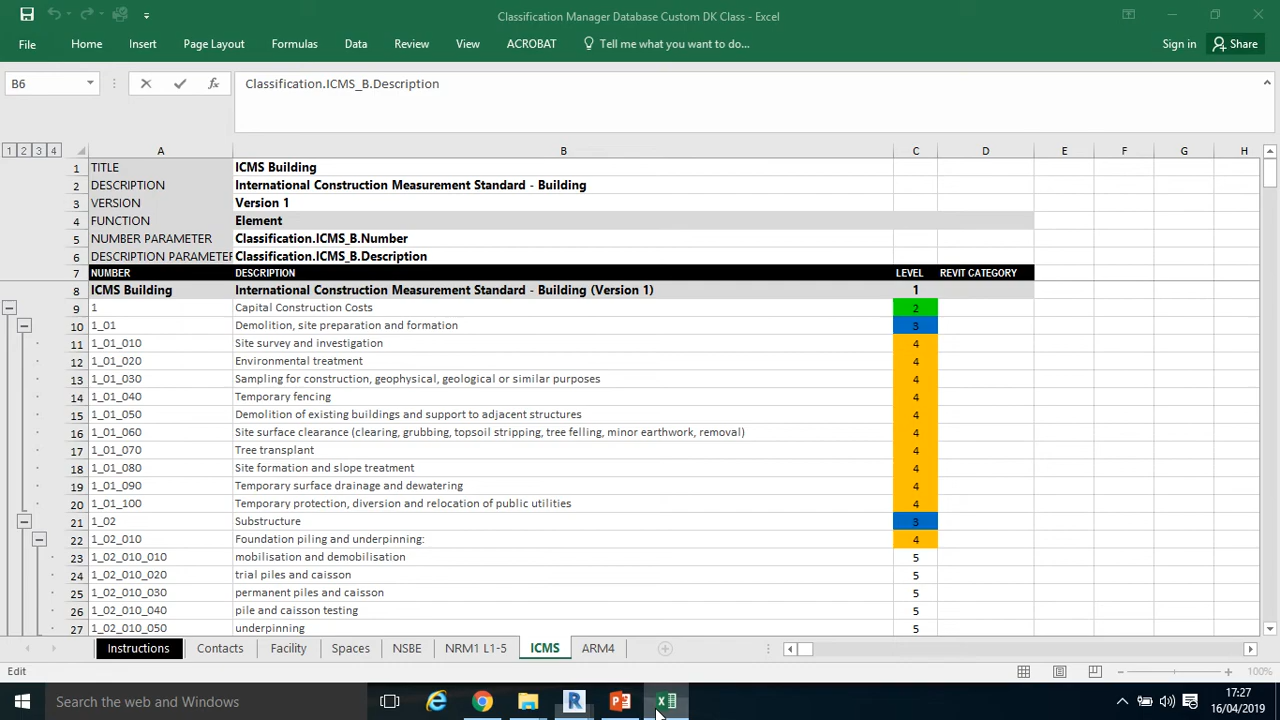 Classification Manager Database Custom DK Class - Excel
File Home Insert Page Layout Formulas Data Review View ACROBAT Tell me what you want to do... Sign in Share
B6 fx Classification.ICMS_B.Description
1 2 3 4 A B C D E F G H
1 TITLE ICMS Building
2 DESCRIPTION International Construction Measurement Standard - Building
3 VERSION Version 1
4 FUNCTION Element
5 NUMBER PARAMETER Classification.ICMS_B.Number
6 DESCRIPTION PARAMETER Classification.ICMS_B.Description
7 NUMBER DESCRIPTION LEVEL REVIT CATEGORY
8 ICMS Building International Construction Measurement Standard - Building (Version 1) 1
9 1 Capital Construction Costs 2
10 1_01 Demolition, site preparation and formation 3
11 1_01_010 Site survey and investigation 4
12 1_01_020 Environmental treatment 4
13 1_01_030 Sampling for construction, geophysical, geological or similar purposes 4
14 1_01_040 Temporary fencing 4
15 1_01_050 Demolition of existing buildings and support to adjacent structures 4
16 1_01_060 Site surface clearance (clearing, grubbing, topsoil stripping, tree felling, minor earthwork, removal) 4
17 1_01_070 Tree transplant 4
18 1_01_080 Site formation and slope treatment 4
19 1_01_090 Temporary surface drainage and dewatering 4
20 1_01_100 Temporary protection, diversion and relocation of public utilities 4
21 1_02 Substructure 3
22 1_02_010 Foundation piling and underpinning: 4
23 1_02_010_010 mobilisation and demobilisation 5
24 1_02_010_020 trial piles and caisson 5
25 1_02_010_030 permanent piles and caisson 5
26 1_02_010_040 pile and caisson testing 5
27 1_02_010_050 underpinning 5
Instructions Contacts Facility Spaces NSBE NRM1 L1-5 ICMS ARM4
Edit 100%
Search the web and Windows 17:27
16/04/2019